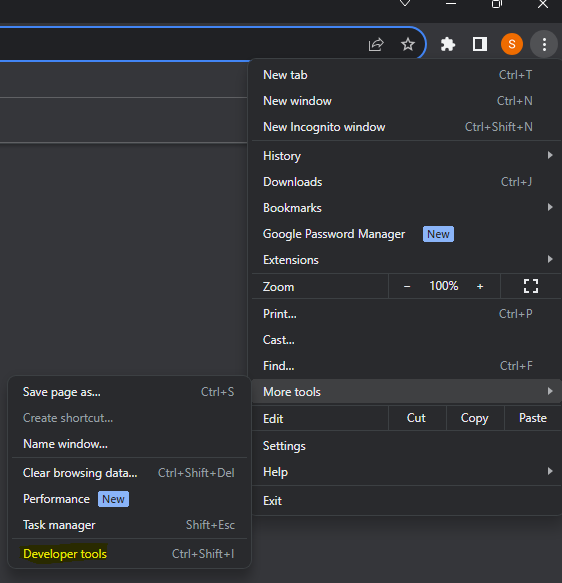 S
New tab Ctrl+T
New window Ctrl+N
New Incognito window Ctrl+Shift+N
History
Downloads Ctrl+J
Bookmarks
Google Password Manager New
Extensions
Zoom − 100% +
Print... Ctrl+P
Cast...
Find... Ctrl+F
More tools
Edit Cut Copy Paste
Settings
Help
Exit
Save page as... Ctrl+S
Create shortcut...
Name window...
Clear browsing data... Ctrl+Shift+Del
Performance New
Task manager Shift+Esc
Developer tools Ctrl+Shift+I